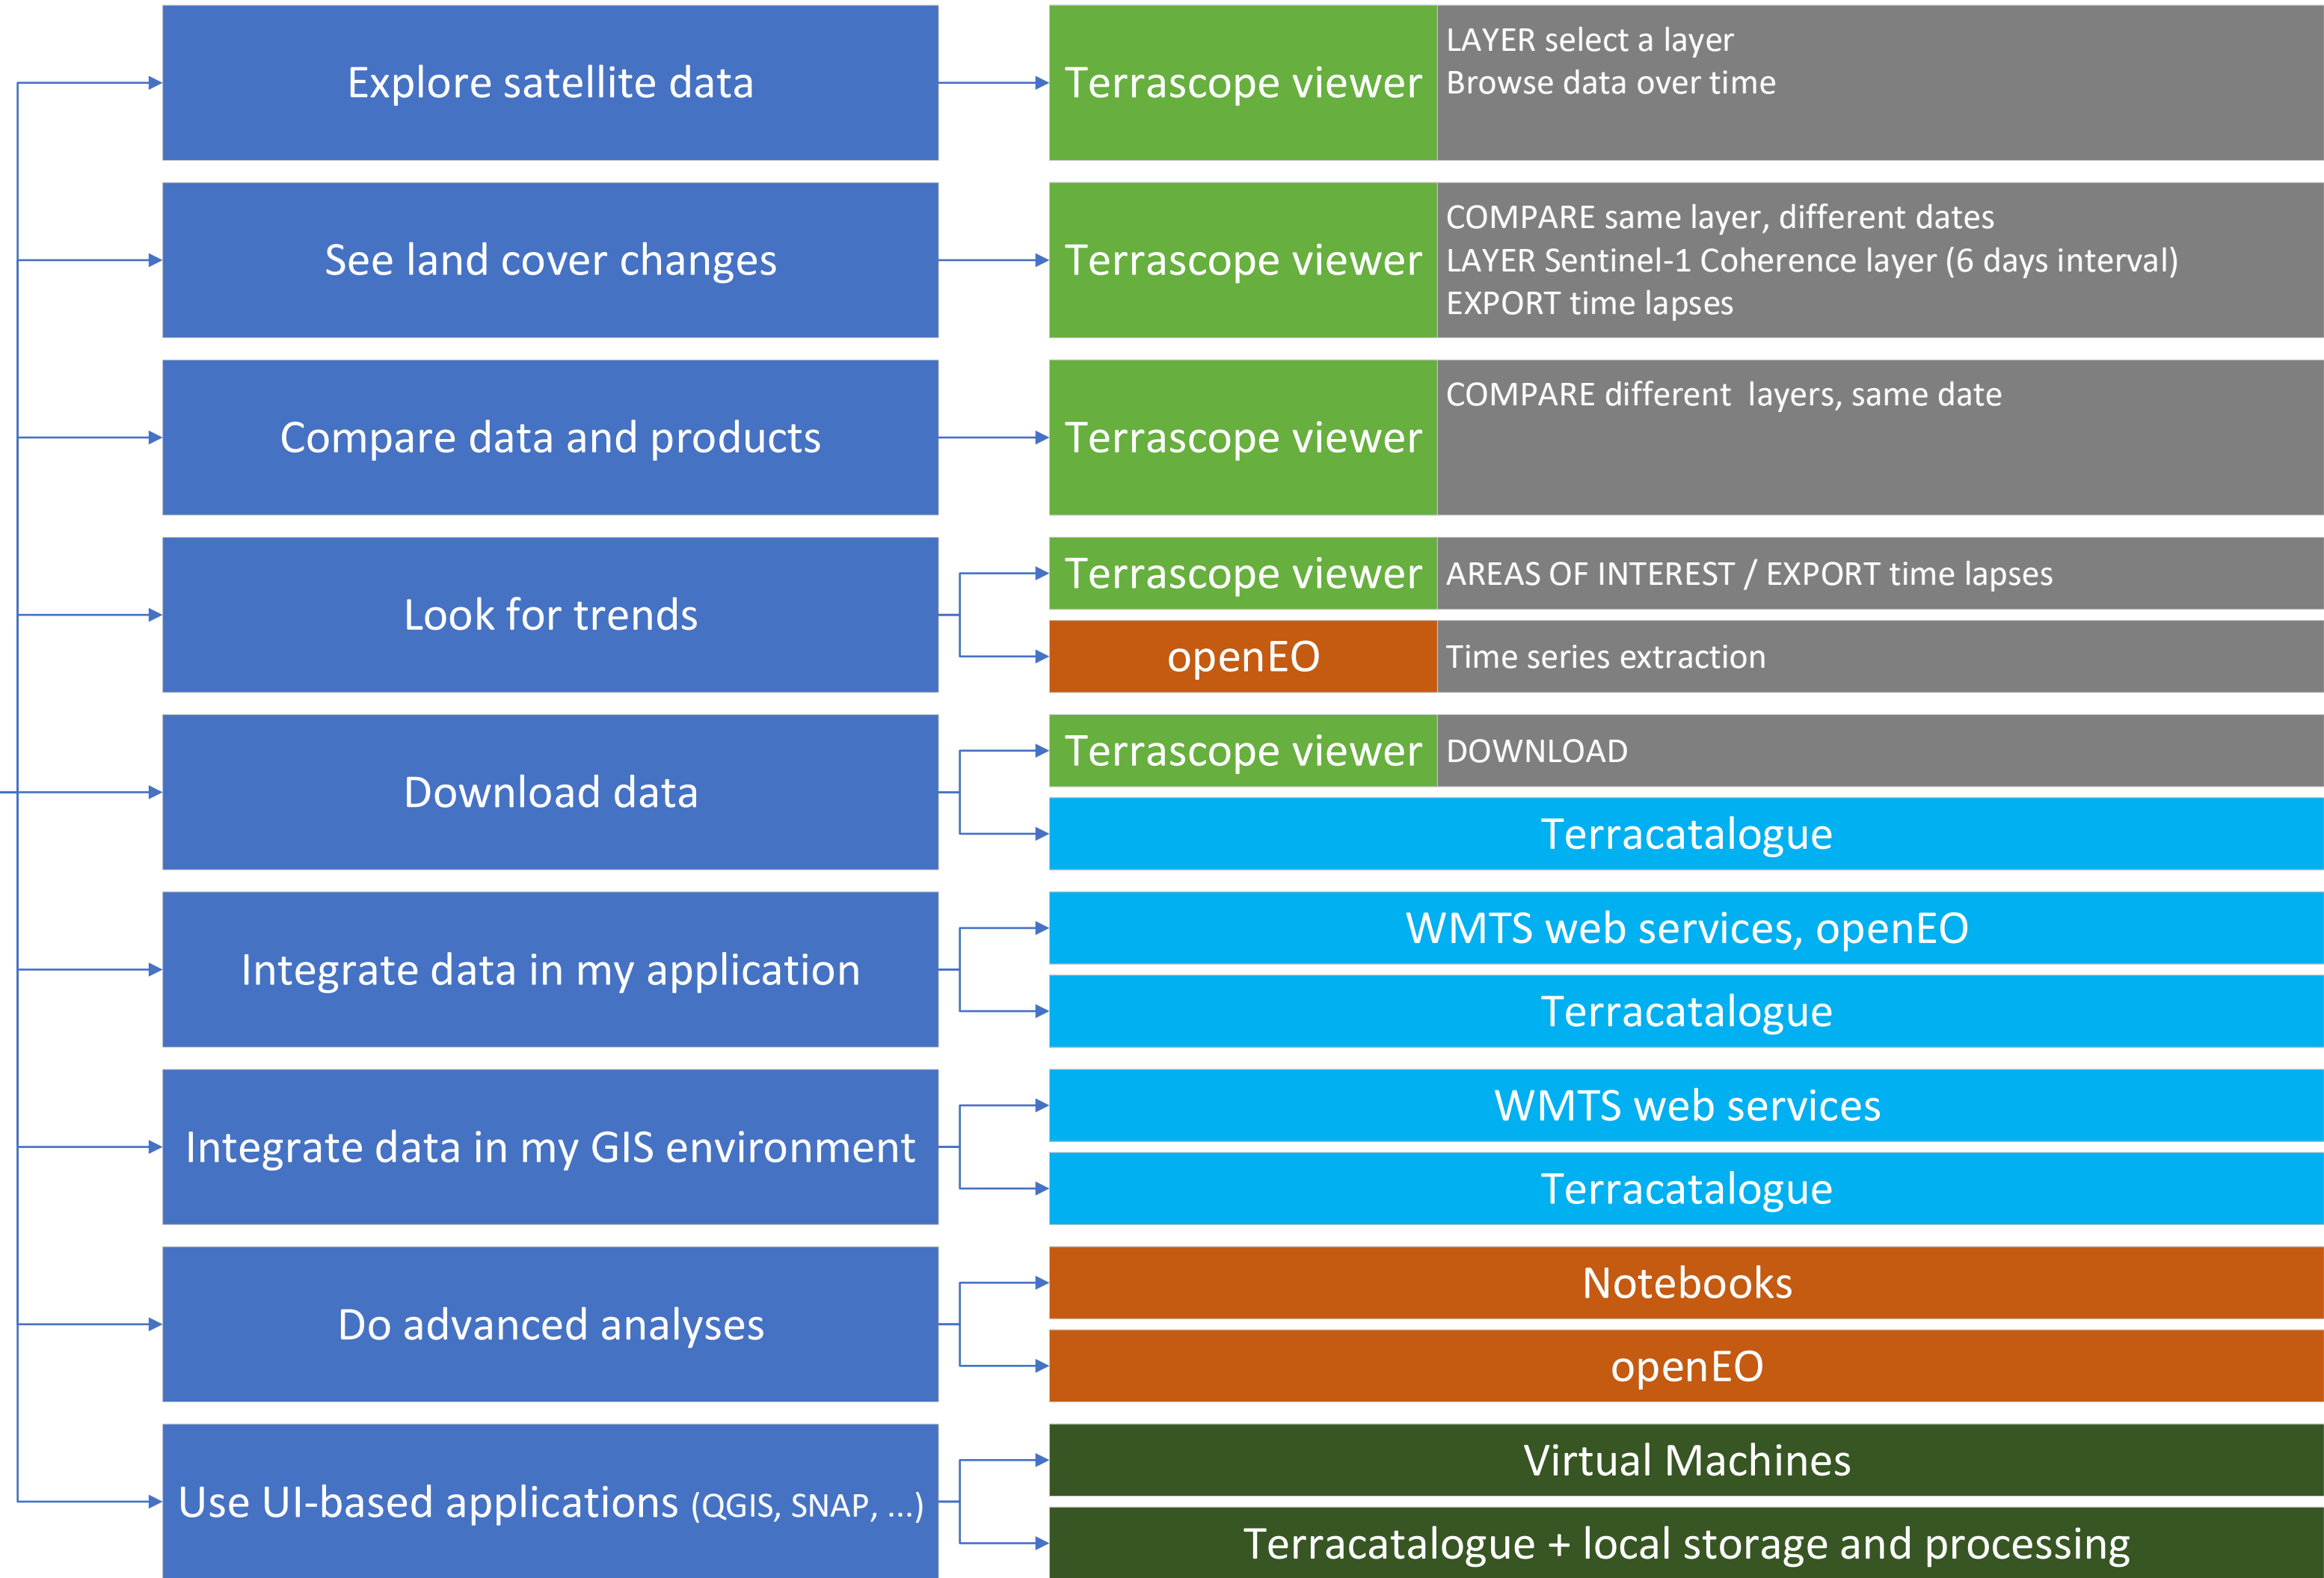 Explore satellite data
Terrascope viewer
LAYER select a layer
Browse data over time
See land cover changes
Terrascope viewer
COMPARE same layer, different dates
LAYER Sentinel-1 Coherence layer (6 days interval)
EXPORT time lapses
Compare data and products
Terrascope viewer
COMPARE different  layers, same date
Look for trends
Terrascope viewer
AREAS OF INTEREST / EXPORT time lapses
openEO
Time series extraction
Download data
Terrascope viewer
DOWNLOAD
Terracatalogue
Integrate data in my application
WMTS web services, openEO
Terracatalogue
Integrate data in my GIS environment
WMTS web services
Terracatalogue
Do advanced analyses
Notebooks
openEO
Use UI-based applications (QGIS, SNAP, ...)
Virtual Machines
Terracatalogue + local storage and processing